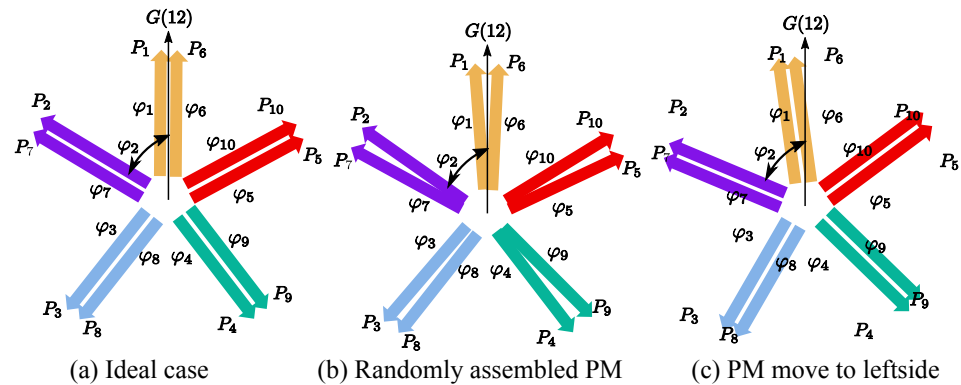 G(12)
P1 P6
φ1 φ6
P2 P10
φ2 φ10
P7 P5
φ7 φ5
φ3 φ9
φ8 φ4
P3 P9
P8 P4
(a) Ideal case
G(12)
P1 P6
φ1 φ6
P2 P10
φ2 φ10
P7 P5
φ7 φ5
φ3 φ9
φ8 φ4
P3 P9
P8 P4
(b) Randomly assembled PM
G(12)
P1 P6
P2 P10
φ1 φ6
φ2 φ10
P7 P5
φ7 φ5
φ3 φ9
φ8 φ4
P3 P9
P8 P4
(c) PM move to leftside